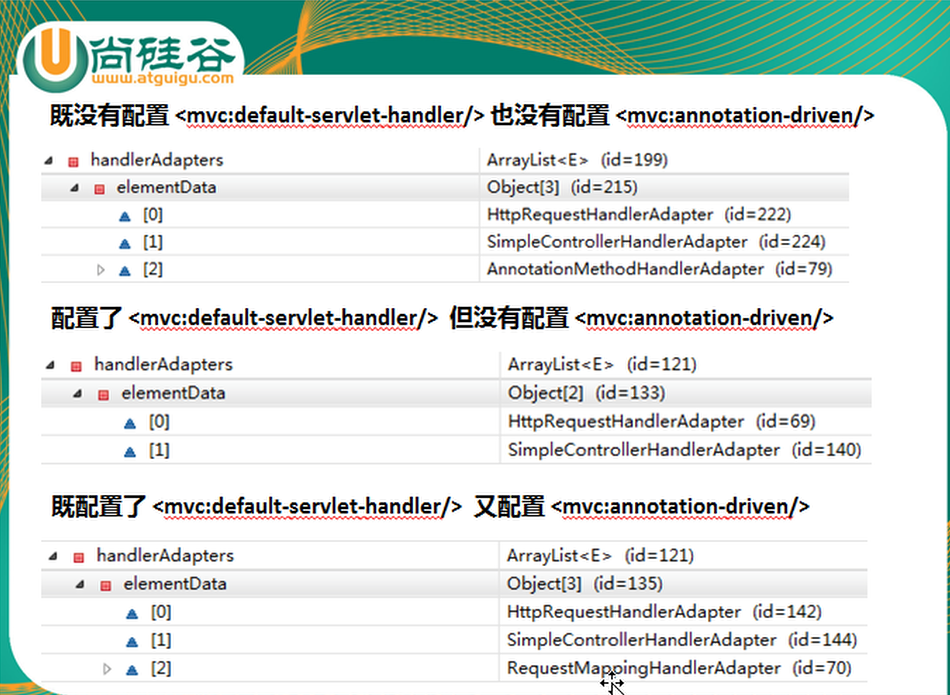 U尚硅谷
www.atguigu.com
既没有配置 <mvc:default-servlet-handler/> 也没有配置 <mvc:annotation-driven/>
handlerAdapters ArrayList<E> (id=199)
elementData Object[3] (id=215)
[0] HttpRequestHandlerAdapter (id=222)
[1] SimpleControllerHandlerAdapter (id=224)
[2] AnnotationMethodHandlerAdapter (id=79)
配置了 <mvc:default-servlet-handler/> 但没有配置 <mvc:annotation-driven/>
handlerAdapters ArrayList<E> (id=121)
elementData Object[2] (id=133)
[0] HttpRequestHandlerAdapter (id=69)
[1] SimpleControllerHandlerAdapter (id=140)
既配置了 <mvc:default-servlet-handler/> 又配置 <mvc:annotation-driven/>
handlerAdapters ArrayList<E> (id=121)
elementData Object[3] (id=135)
[0] HttpRequestHandlerAdapter (id=142)
[1] SimpleControllerHandlerAdapter (id=144)
[2] RequestMappingHandlerAdapter (id=70)